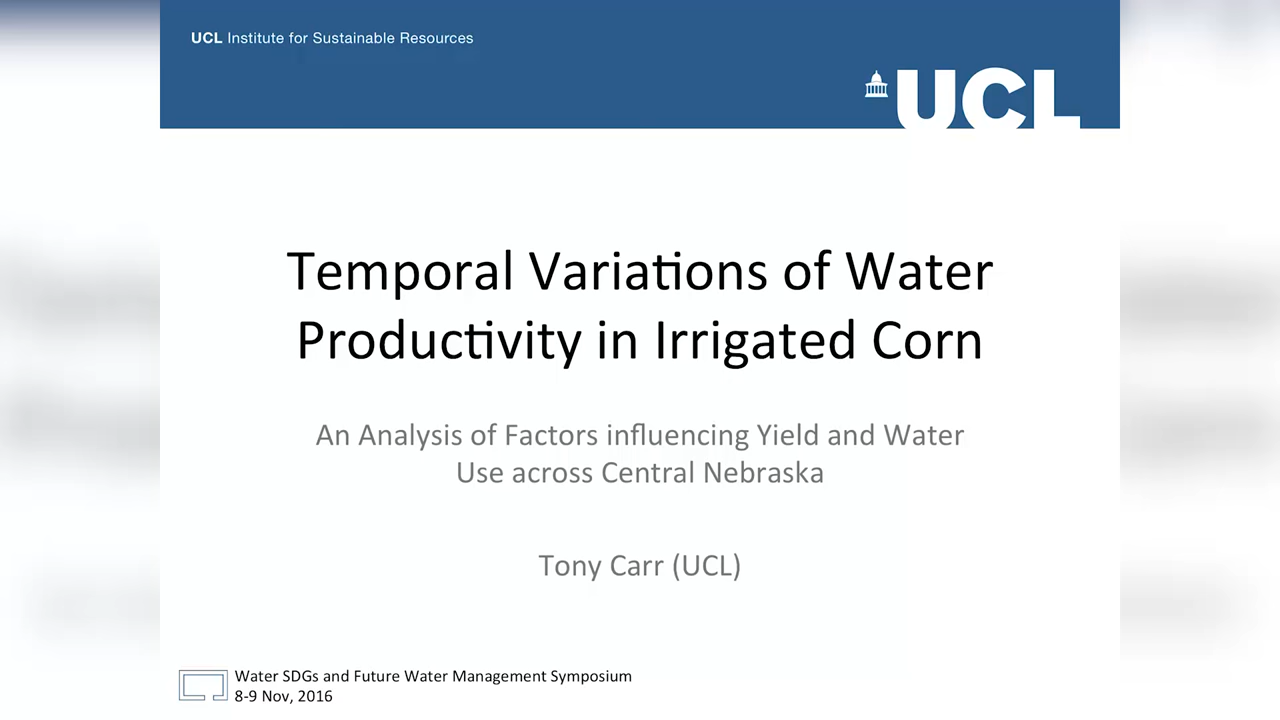 UCL Institute for Sustainable Resources
UCL
Temporal Variations of Water
Productivity in Irrigated Corn
An Analysis of Factors influencing Yield and Water
Use across Central Nebraska
Tony Carr (UCL)
Water SDGs and Future Water Management Symposium
8-9 Nov, 2016